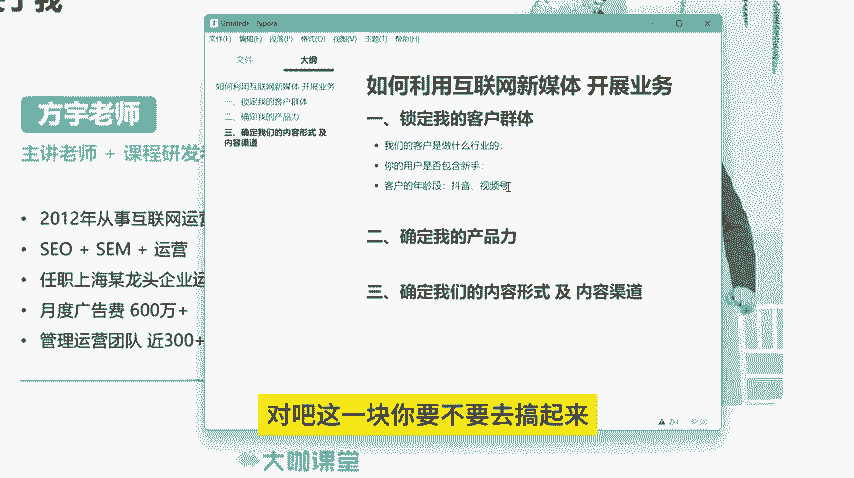 Untitled• - Typora
文件(F) 编辑(E) 段落(P) 格式(O) 视图(V) 主题(T) 帮助(H)
文件 大纲
如何利用互联网新媒体 开展业务
一、锁定我的客户群体
二、确定我的产品力
三、确定我们的内容形式 及
内容渠道
如何利用互联网新媒体 开展业务
一、锁定我的客户群体
• 我们的客户是做什么行业的：
• 你的用户是否包含新手：
• 客户的年龄段：抖音、视频号
二、确定我的产品力
三、确定我们的内容形式 及 内容渠道
方宇老师
主讲老师 + 课程研发
• 2012年从事互联网运营
• SEO + SEM + 运营
• 任职上海某龙头企业运
• 月度广告费 600万+
• 管理运营团队 近300+
对吧这一块你要不要去搞起来
大咖课堂